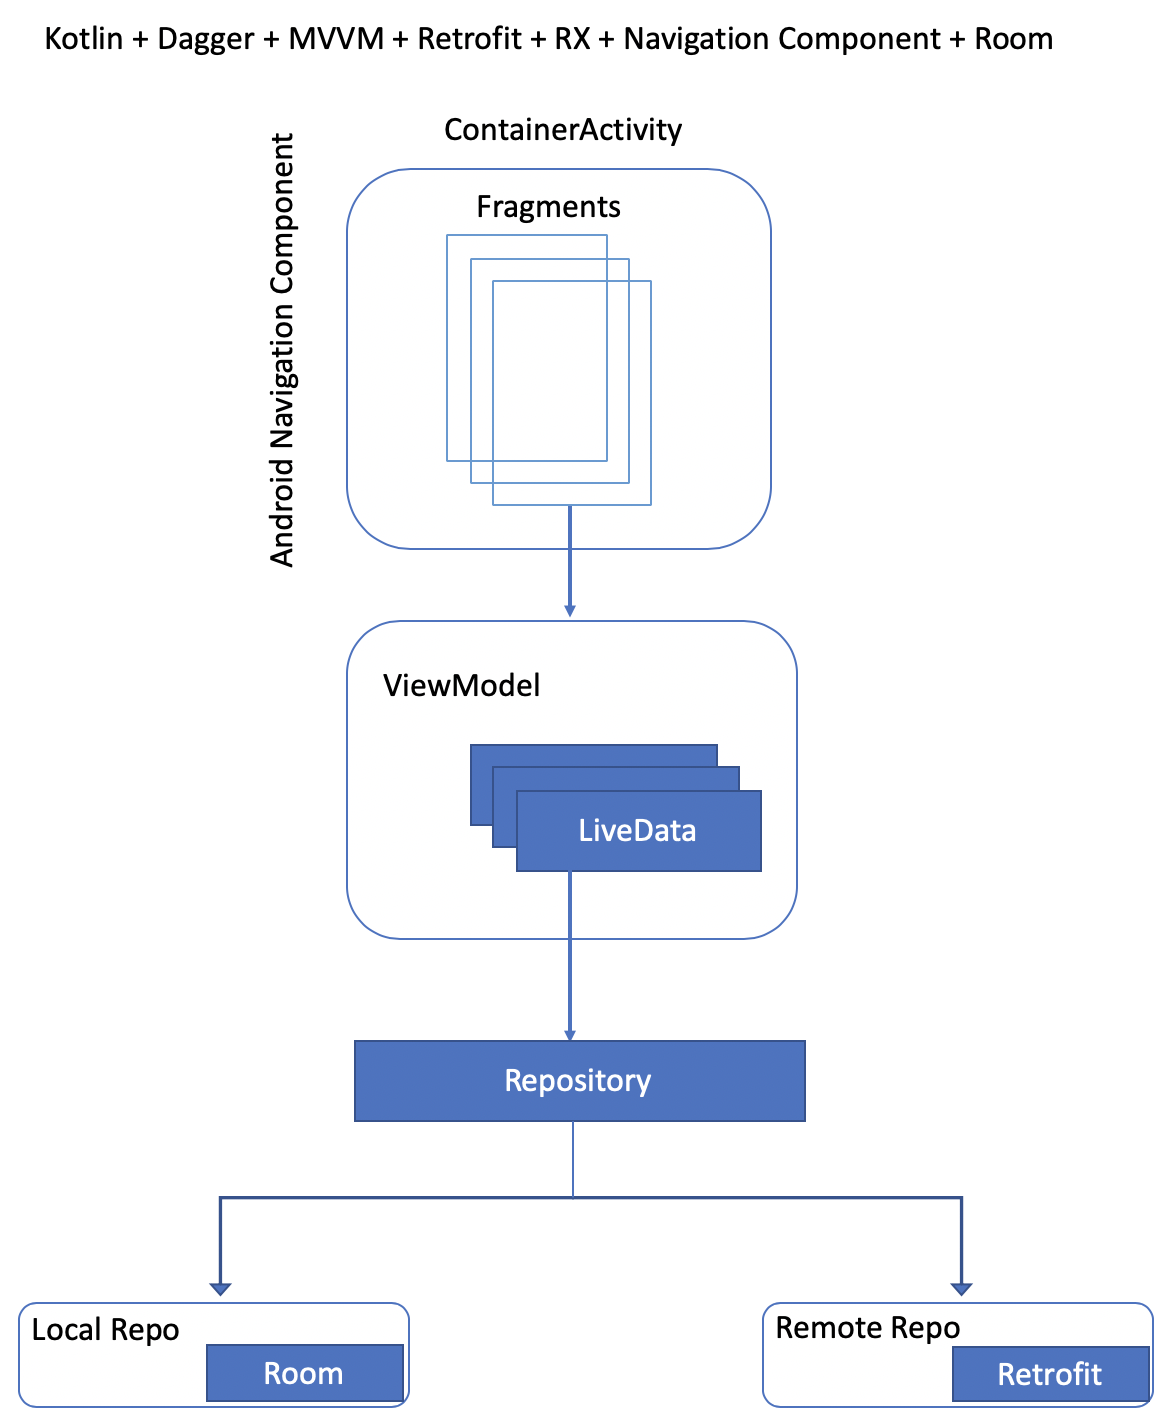 Kotlin + Dagger + MVVM + Retrofit + RX + Navigation Component + Room
ContainerActivity
Android Navigation Component
Fragments
ViewModel
LiveData
Repository
Local Repo
Room
Remote Repo
Retrofit